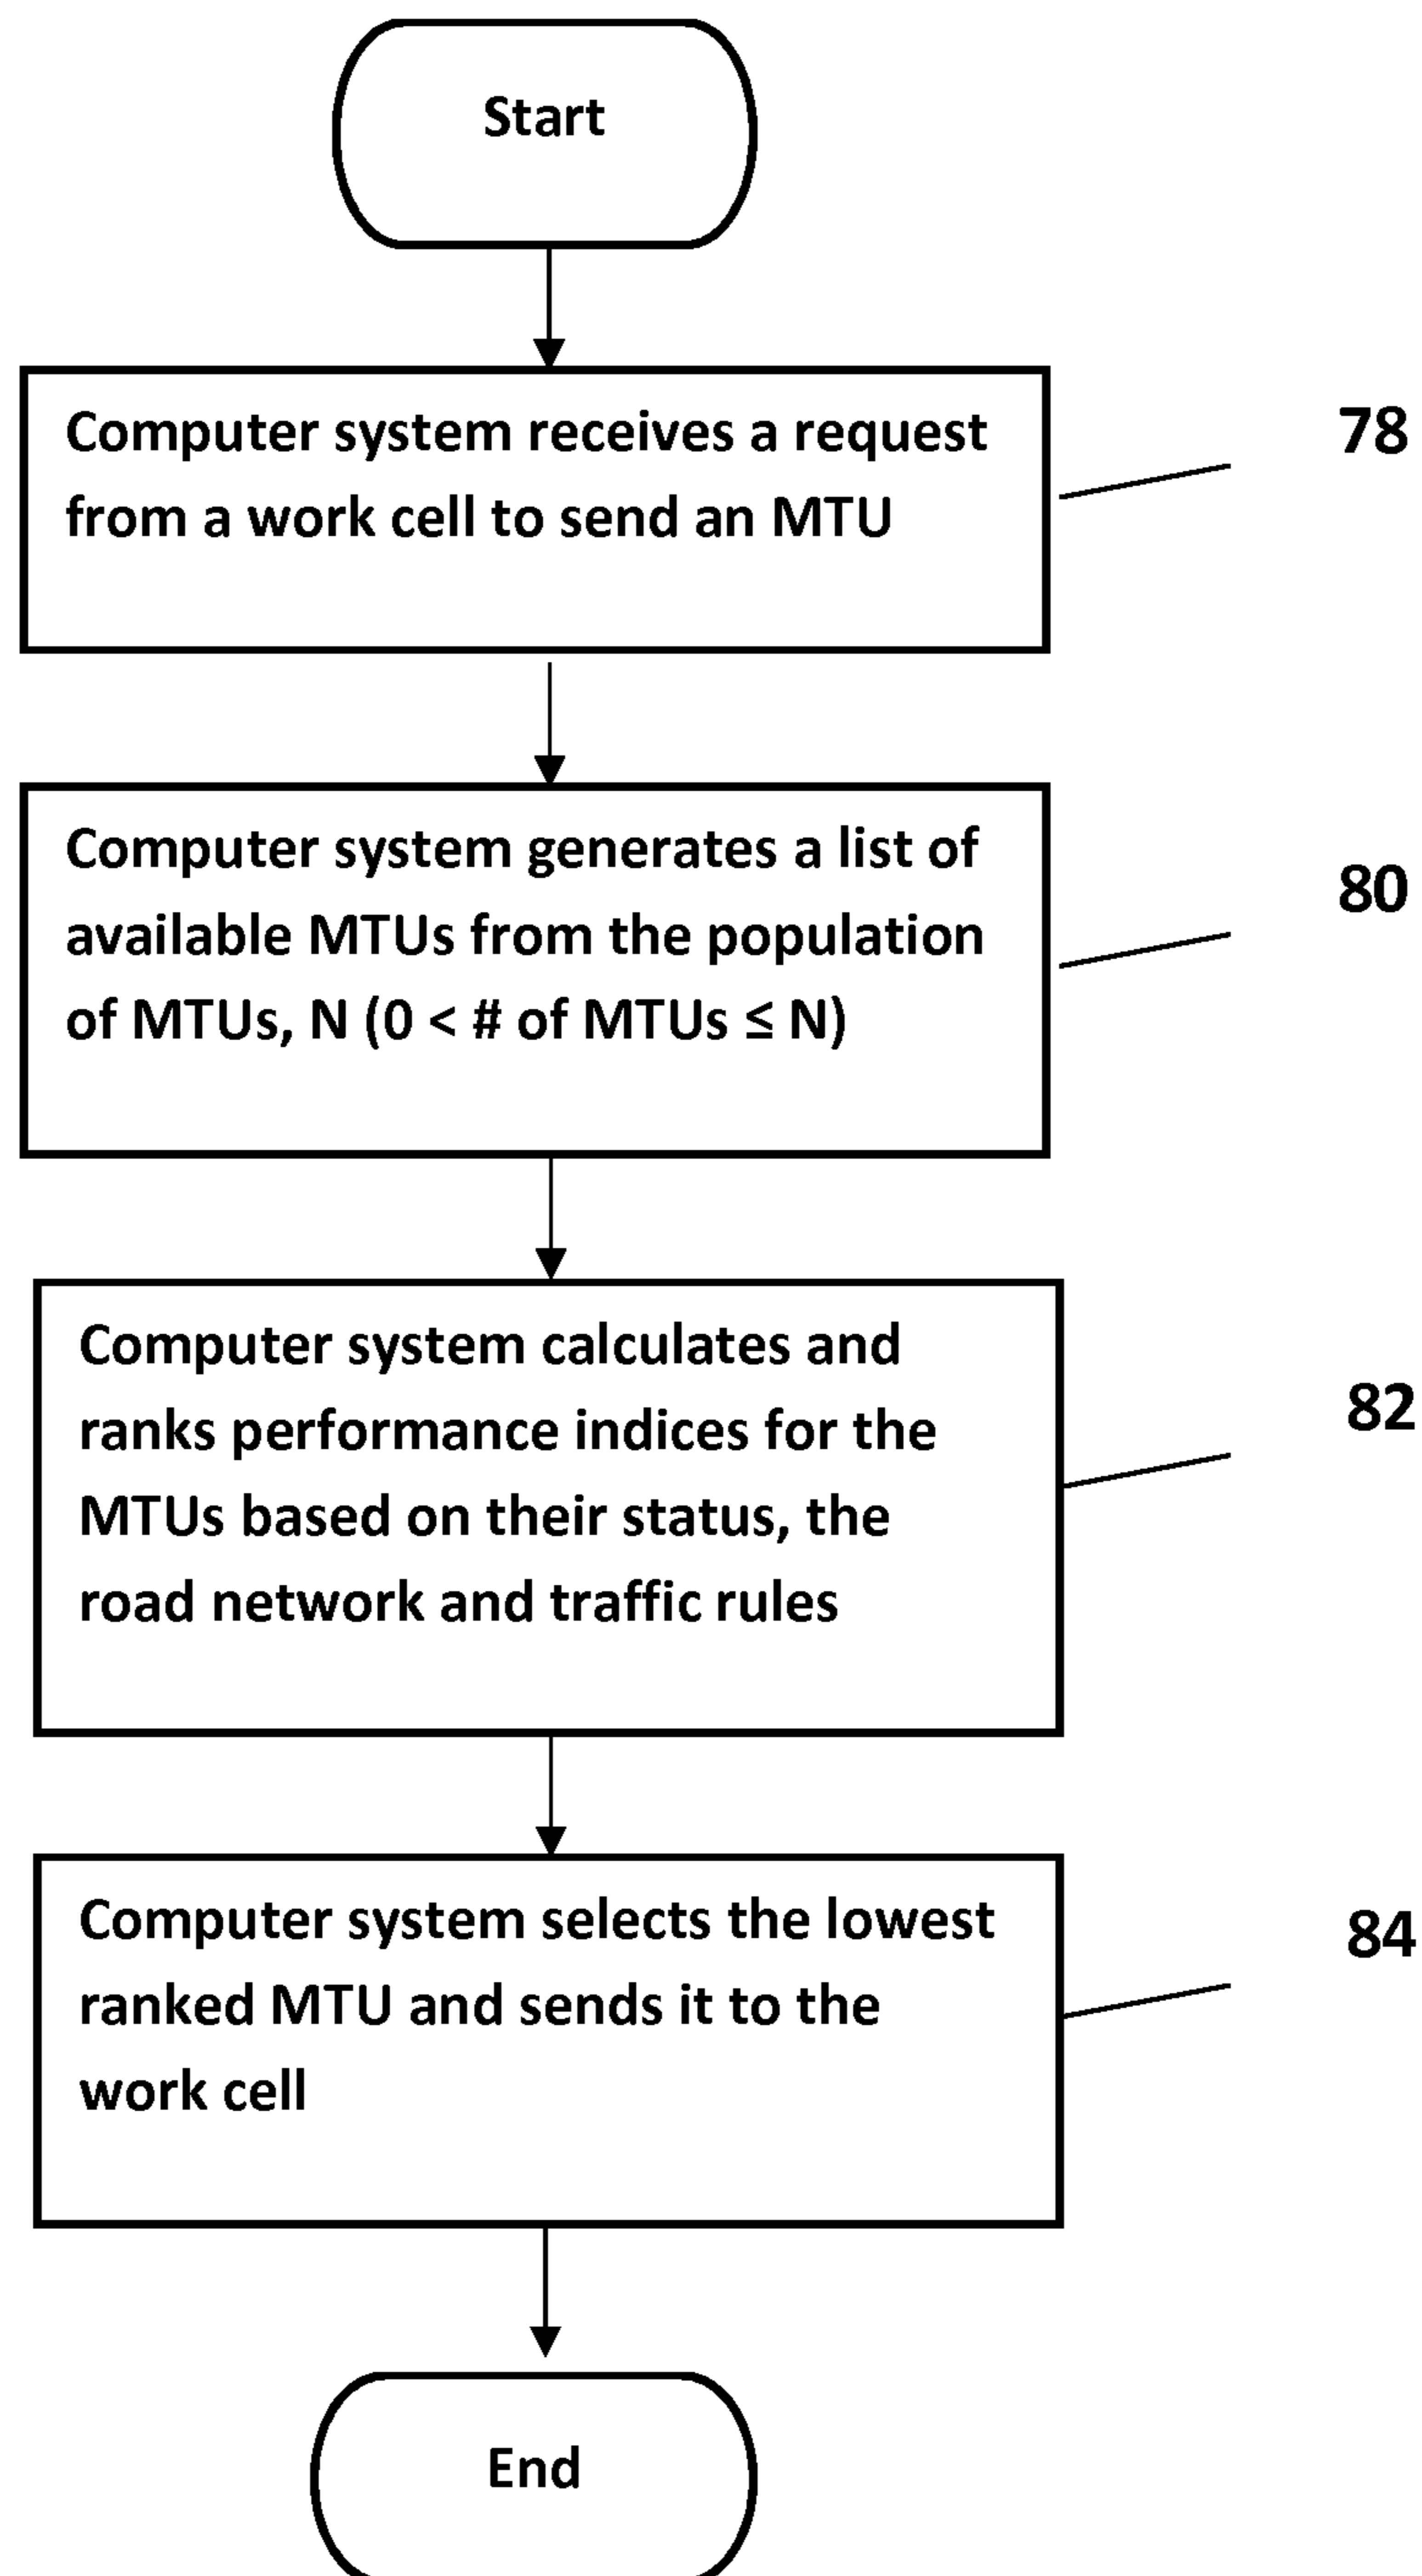 Start
Computer system receives a request
from a work cell to send an MTU
78
Computer system generates a list of
available MTUs from the population
of MTUs, N (0 < # of MTUs ≤ N)
80
Computer system calculates and
ranks performance indices for the
MTUs based on their status, the
road network and traffic rules
82
Computer system selects the lowest
ranked MTU and sends it to the
work cell
84
End